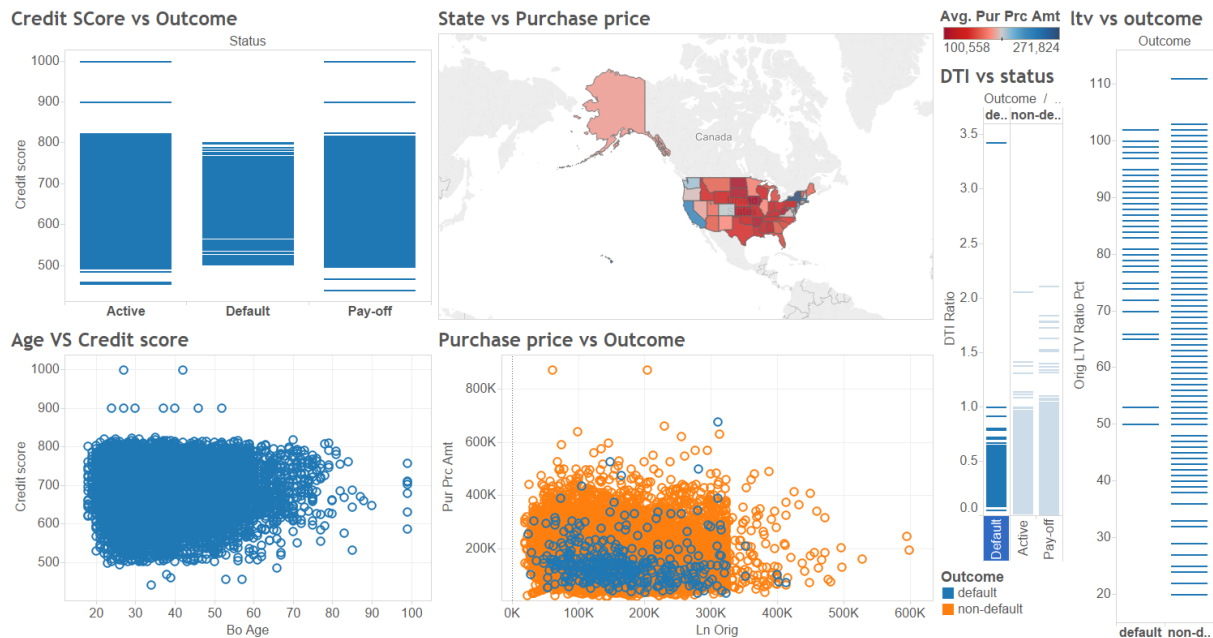 Credit SCore vs Outcome
Status
1000
900
800
700
600
500
Credit score
Active
Default
Pay-off
State vs Purchase price
Canada
Avg. Pur Prc Amt
100,558
271,824
DTI vs status
Outcome / ..
de..
non-de..
3.5
3.0
2.5
2.0
1.5
1.0
0.5
0.0
DTI Ratio
Default
Active
Pay-off
ltv vs outcome
Outcome
110
100
90
80
70
60
50
40
30
20
Orig LTV Ratio Pct
default
non-d..
Age VS Credit score
1000
900
800
700
600
500
Credit score
20
30
40
50
60
70
80
90
100
Bo Age
Purchase price vs Outcome
800K
600K
400K
200K
Pur Prc Amt
0K
100K
200K
300K
400K
500K
600K
Ln Orig
Outcome
default
non-default